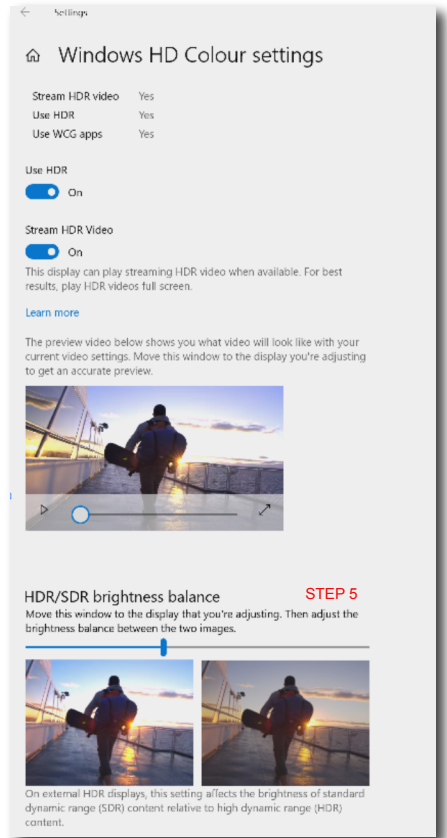 Settings
Windows HD Colour settings
Stream HDR video Yes
Use HDR Yes
Use WCG apps Yes
Use HDR
On
Stream HDR Video
On
This display can play streaming HDR video when available. For best
results, play HDR videos full screen.
Learn more
The preview video below shows you what video will look like with your
current video settings. Move this window to the display you're adjusting
to get an accurate preview.
HDR/SDR brightness balance STEP 5
Move this window to the display that you're adjusting. Then adjust the
brightness balance between the two images.
On external HDR displays, this setting affects the brightness of standard
dynamic range (SDR) content relative to high dynamic range (HDR)
content.